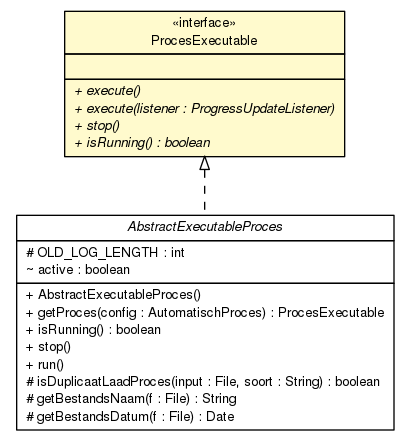 «interface»
ProcesExecutable
+ execute()
+ execute(listener : ProgressUpdateListener)
+ stop()
+ isRunning() : boolean
AbstractExecutableProces
# OLD_LOG_LENGTH : int
~ active : boolean
+ AbstractExecutableProces()
+ getProces(config : AutomatischProces) : ProcesExecutable
+ isRunning() : boolean
+ stop()
+ run()
# isDuplicaatLaadProces(input : File, soort : String) : boolean
# getBestandsNaam(f : File) : String
# getBestandsDatum(f : File) : Date